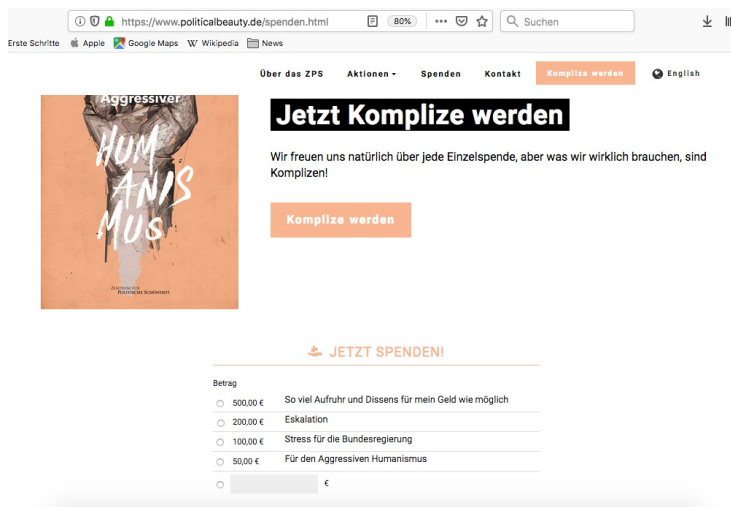 https://www.politicalbeauty.de/spenden.html
80%
Suchen
Erste Schritte Apple Google Maps W Wikipedia News
Über das ZPS Aktionen Spenden Kontakt Komplize werden English
Aggressiver
HUM
ANIS
MUS
ZENTRUM FÜR
POLITISCHE SCHÖNHEIT
Jetzt Komplize werden
Wir freuen uns natürlich über jede Einzelspende, aber was wir wirklich brauchen, sind
Komplizen!
Komplize werden
JETZT SPENDEN!
Betrag
500,00 € So viel Aufruhr und Dissens für mein Geld wie möglich
200,00 € Eskalation
100,00 € Stress für die Bundesregierung
50,00 € Für den Aggressiven Humanismus
€